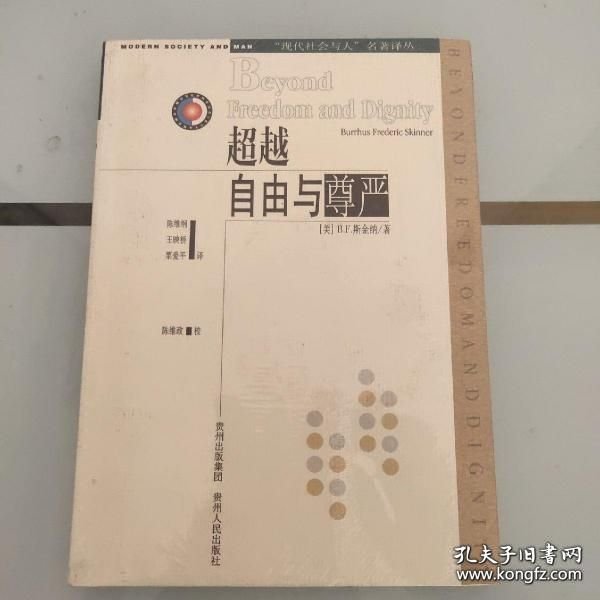 MODERN SOCIETY AND MAN “现代社会与人”名著译丛
Beyond
Freedom and Dignity
Burrhus Frederic Skinner
超越
自由与尊严
[美] B.F.斯金纳/著
陈维纲
王映桥
栗爱平 译
陈维政 校
贵州出版集团 贵州人民出版社
BEYONDFREEDOMANDDIGNI
孔夫子旧书网
www.kongfz.com